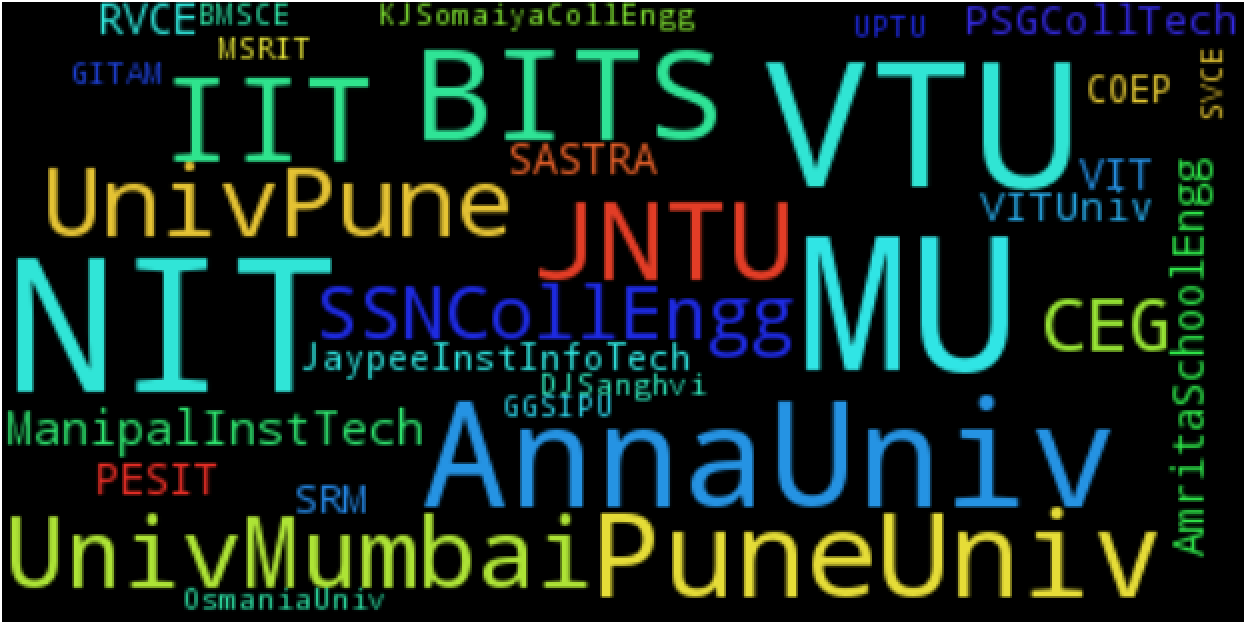 RVCE
BMSCE
KJSomaiyaCollEngg
UPTU
PSGCollTech
MSRIT
GITAM
IIT
BITS
VTU
COEP
SVCE
SASTRA
VIT
UnivPune
VITUniv
JNTU
AmritaSchoolEngg
NIT
SSNCollEngg
MU
CEG
JaypeeInstInfoTech
DJSanghvi
GGSIPU
ManipalInstTech
AnnaUniv
PESIT
SRM
UnivMumbai
PuneUniv
OsmaniaUniv